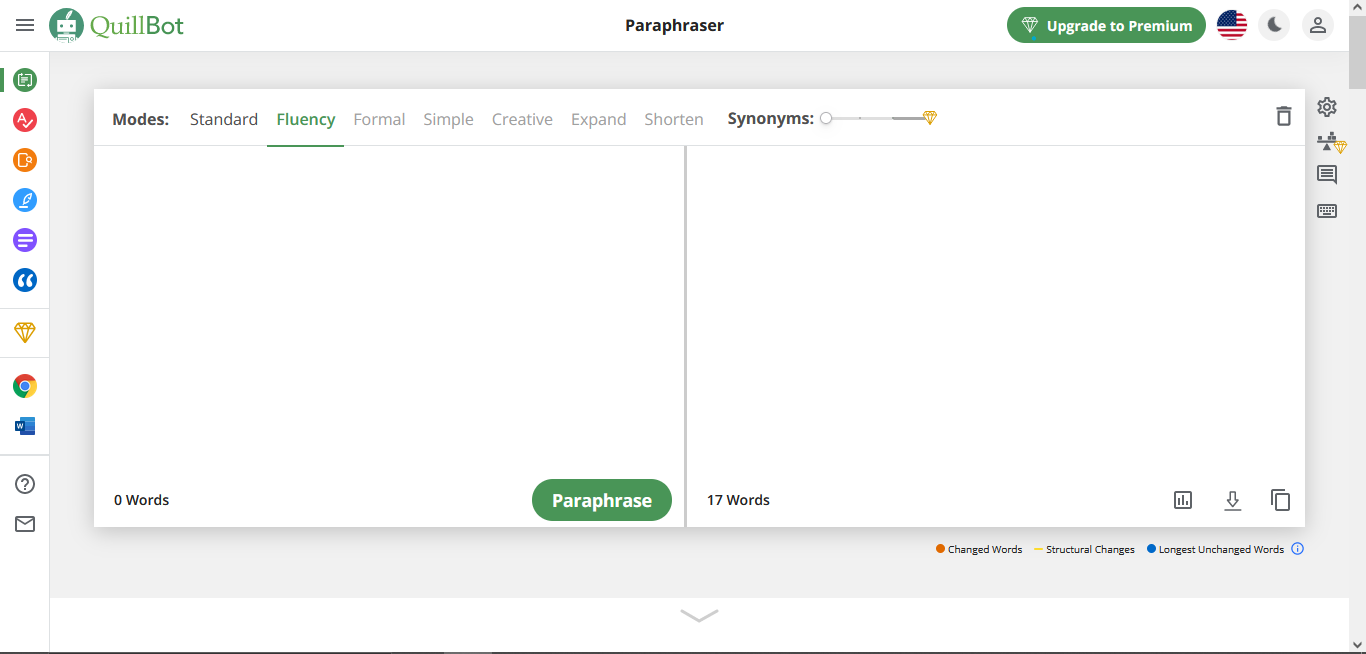 QuillBot
Paraphraser
Upgrade to Premium
Modes: Standard Fluency Formal Simple Creative Expand Shorten Synonyms:
0 Words
Paraphrase
17 Words
Changed Words Structural Changes Longest Unchanged Words